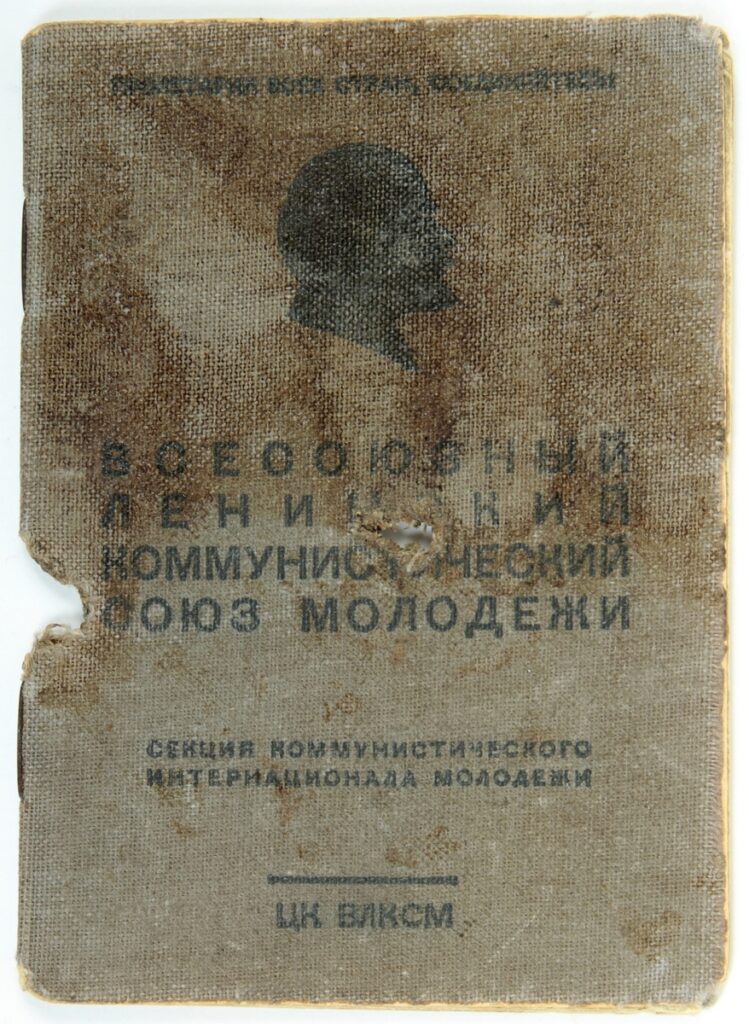 ПРОЛЕТАРИИ ВСЕХ СТРАН, СОЕДИНЯЙТЕСЬ!
ВСЕСОЮЗНЫЙ
ЛЕНИНСКИЙ
КОММУНИСТИЧЕСКИЙ
СОЮЗ МОЛОДЕЖИ
СЕКЦИЯ КОММУНИСТИЧЕСКОГО
ИНТЕРНАЦИОНАЛА МОЛОДЕЖИ
ЦК ВЛКСМ